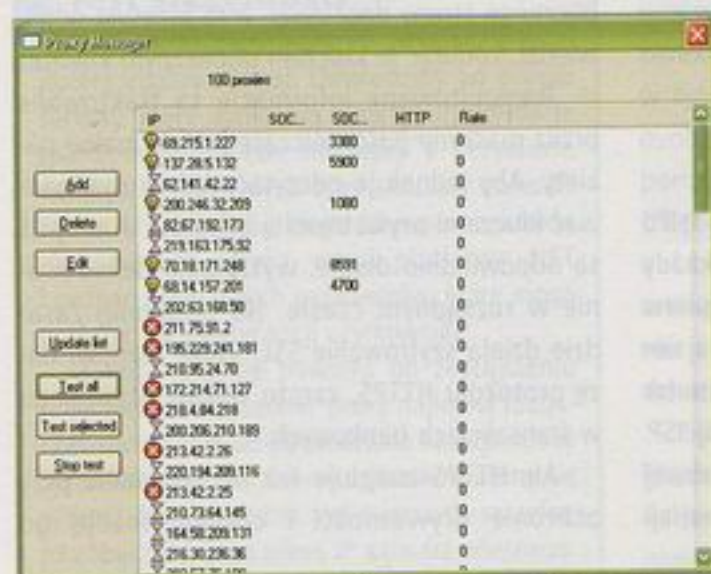 Proxy Manager
100 proxies
IP SOC... SOC... HTTP Rate
69.215.1.227 3380 0
137.28.5.132 5900 0
62.141.42.22 0
200.246.32.209 1080 0
82.67.192.173 0
219.163.175.92 0
70.18.171.248 8591 0
68.14.157.201 4700 0
202.63.168.50 0
211.75.91.2 0
195.229.241.181 0
210.95.24.70 0
172.214.71.127 0
218.4.84.218 0
200.206.210.189 0
213.42.2.26 0
220.194.209.116 0
213.42.2.25 0
210.73.64.145 0
164.58.209.131 0
216.30.236.36 0
Add
Delete
Edit
Update list
Test all
Test selected
Stop test